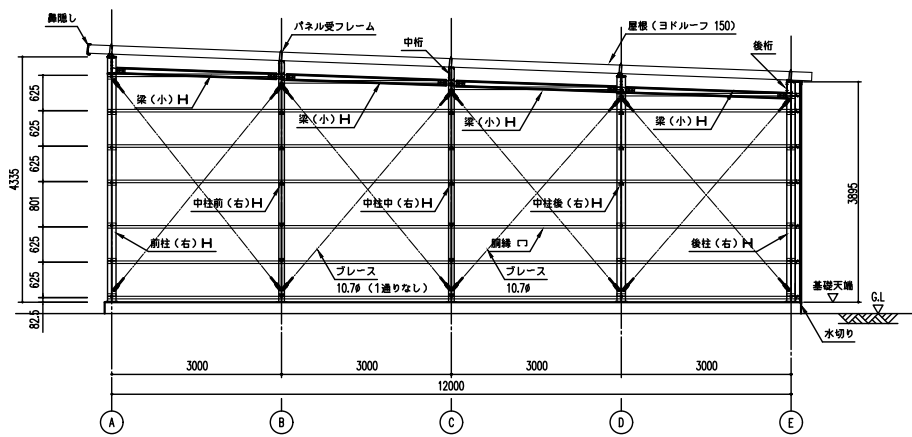 鼻隠し
パネル受フレーム
中桁
屋根(ヨドルーフ 150)
後桁
梁(小)H
梁(小)H
梁(小)H
梁(小)H
625
625
625
801
625
625
82.5
4335
3895
中柱前(右)H
中柱中(右)H
中柱後(右)H
前柱(右)H
胴縁
後柱(右)H
ブレース
10.7φ (1通りなし)
ブレース
10.7φ
基礎天端
G.L
水切り
3000
3000
3000
3000
12000
A
B
C
D
E